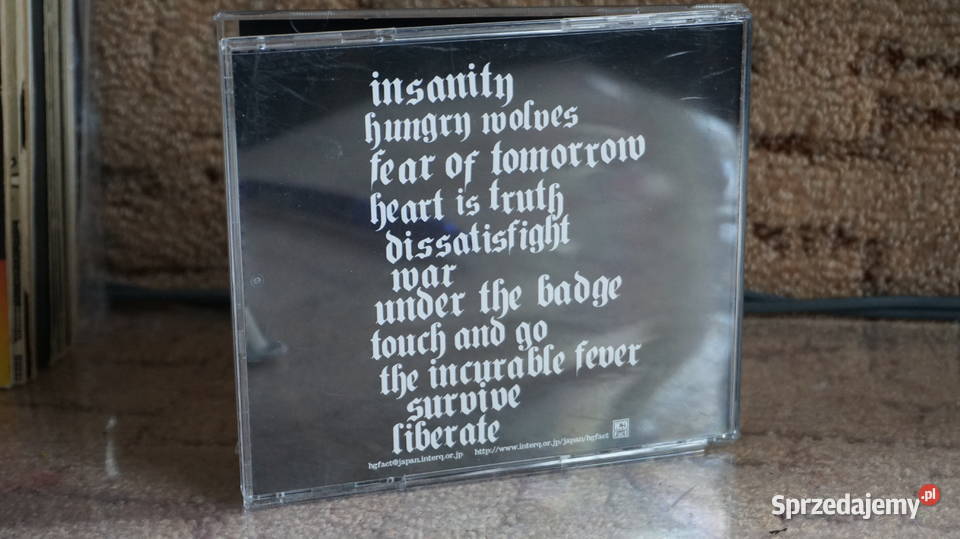 insanity
hungry wolves
fear of tomorrow
heart is truth
dissatisfight
war
under the badge
touch and go
the incurable fever
survive
liberate
hgfact@japan.interq.or.jp http://www.interq.or.jp/japan/hgfact
Sprzedajemy.pl